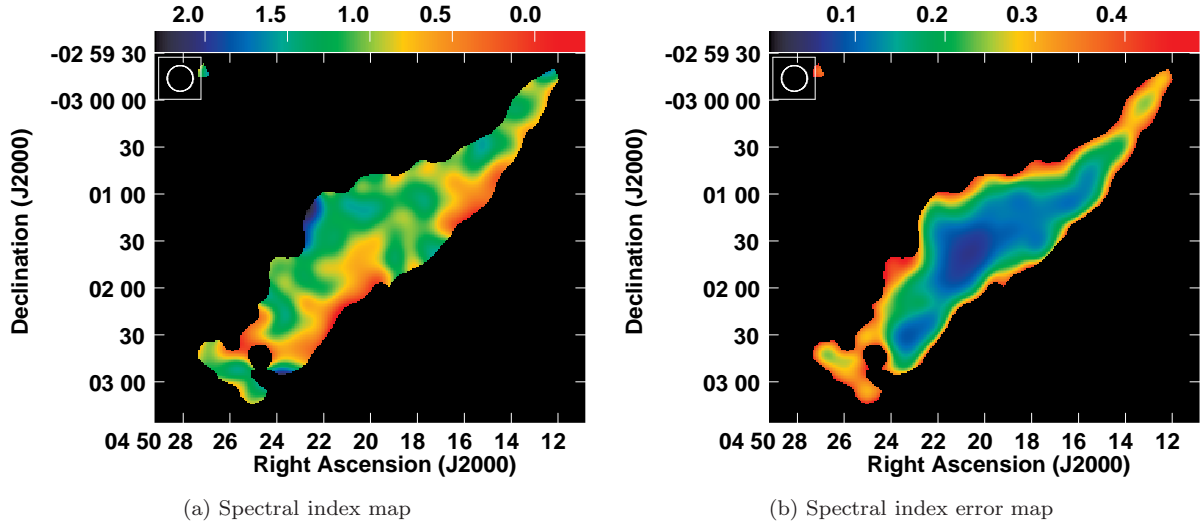 2.0 1.5 1.0 0.5 0.0
-02 59 30
-03 00 00
30
01 00
30
02 00
30
03 00
Declination (J2000)
04 50 28 26 24 22 20 18 16 14 12
Right Ascension (J2000)
(a) Spectral index map
0.1 0.2 0.3 0.4
-02 59 30
-03 00 00
30
01 00
30
02 00
30
03 00
Declination (J2000)
04 50 28 26 24 22 20 18 16 14 12
Right Ascension (J2000)
(b) Spectral index error map